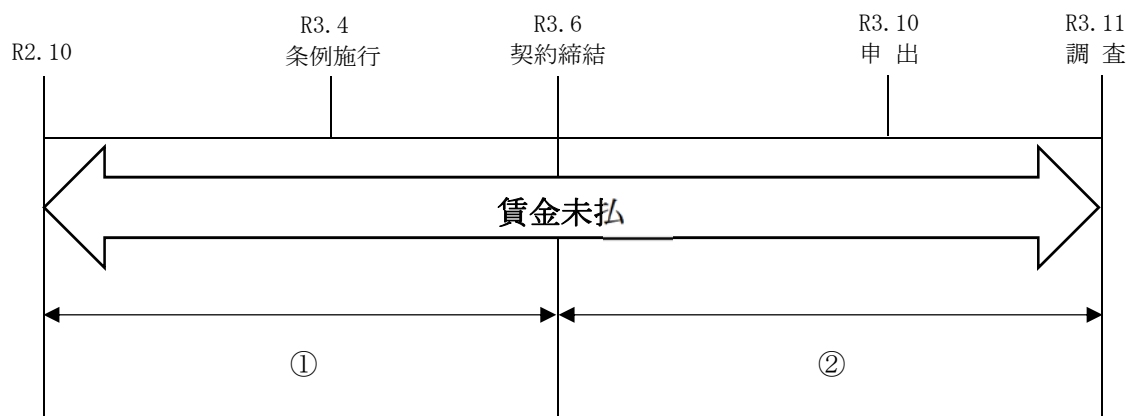 R2.10
R3.4
条例施行
R3.6
契約締結
R3.10
申 出
R3.11
調 査
賃金未払
①
②